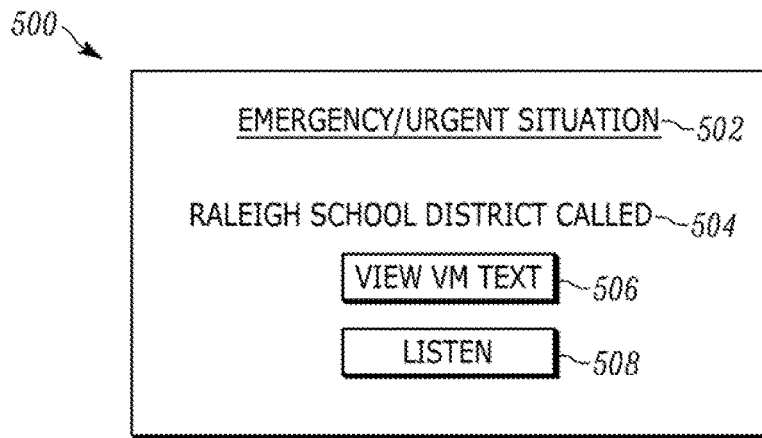 500
EMERGENCY/URGENT SITUATION 502
RALEIGH SCHOOL DISTRICT CALLED 504
VIEW VM TEXT 506
LISTEN 508